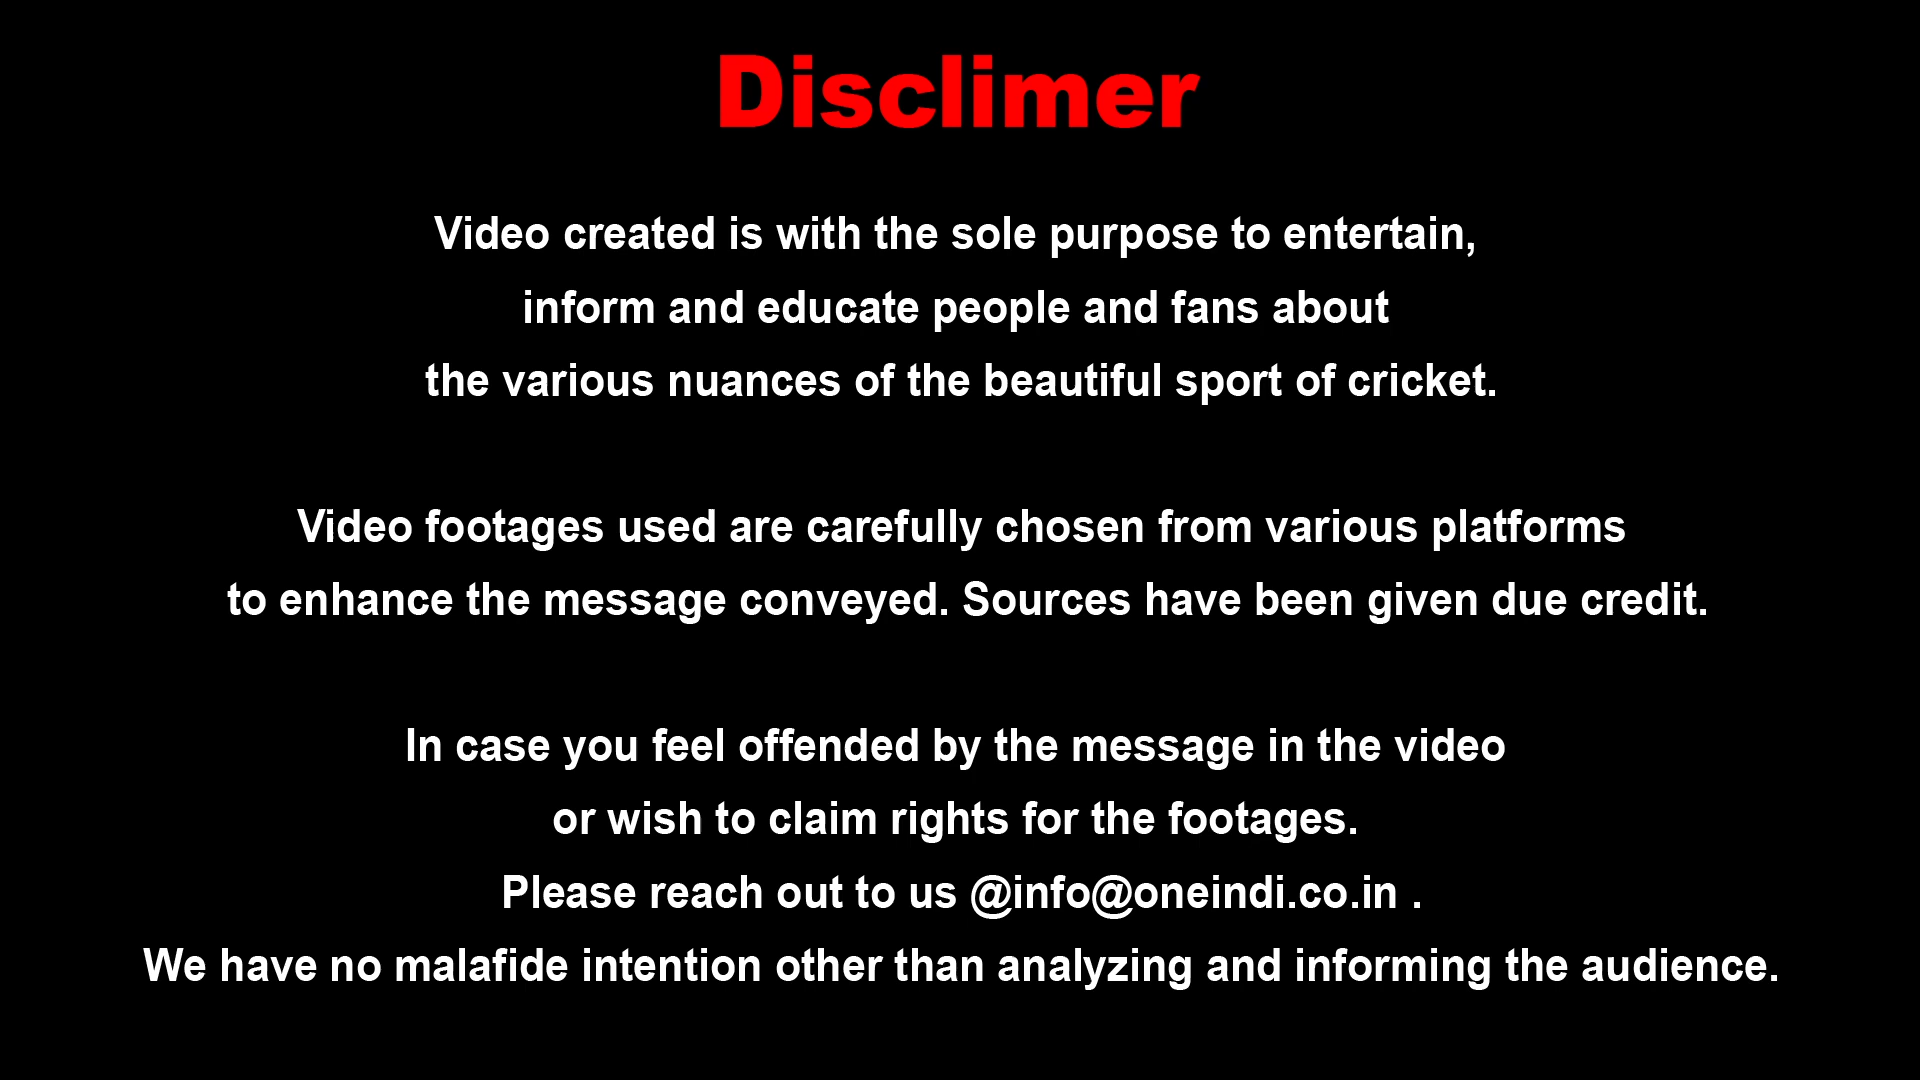 Disclimer
Video created is with the sole purpose to entertain,
inform and educate people and fans about
the various nuances of the beautiful sport of cricket.
Video footages used are carefully chosen from various platforms
to enhance the message conveyed. Sources have been given due credit.
In case you feel offended by the message in the video
or wish to claim rights for the footages.
Please reach out to us @info@oneindi.co.in .
We have no malafide intention other than analyzing and informing the audience.